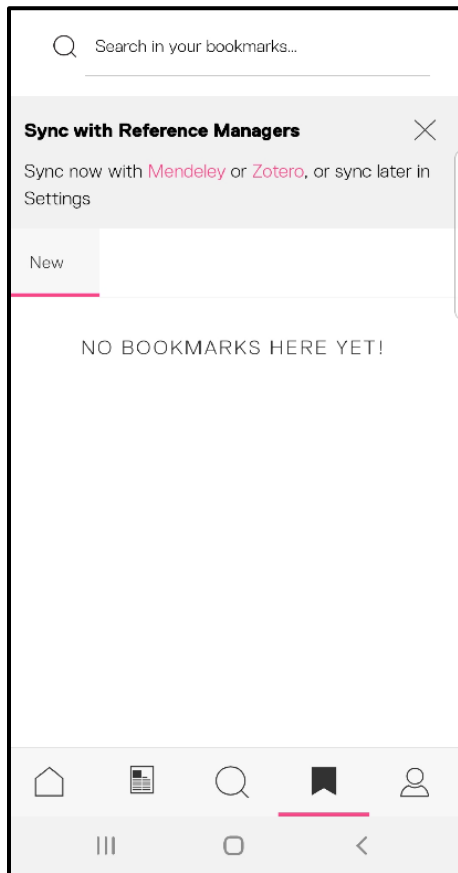 Search in your bookmarks...
Sync with Reference Managers
Sync now with Mendeley or Zotero, or sync later in
Settings
New
NO BOOKMARKS HERE YET!